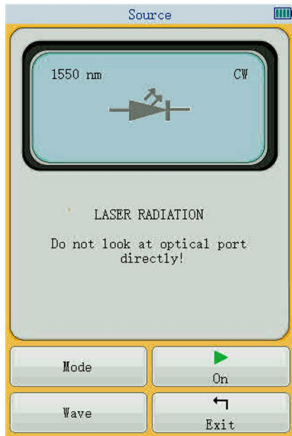 Source
1550 nm
CW
LASER RADIATION
Do not look at optical port
directly!
Mode
On
Wave
Exit